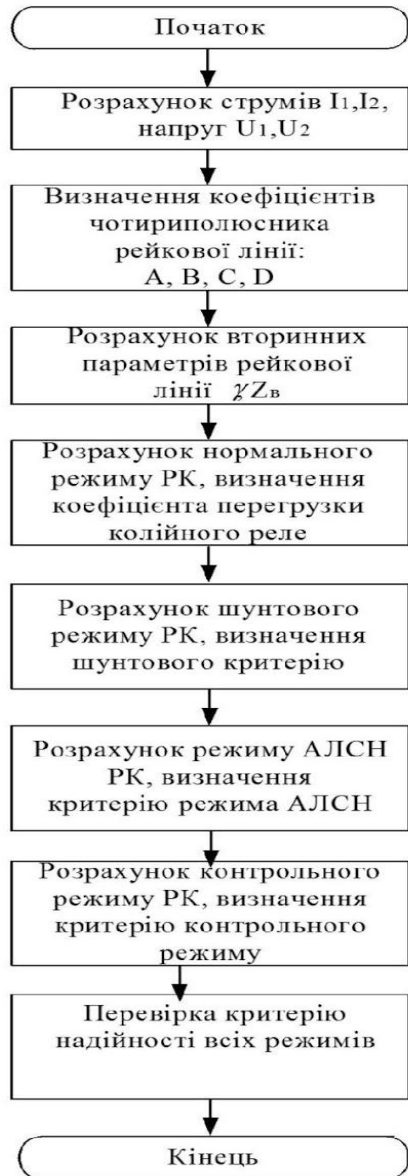 Початок
Розрахунок струмів I₁,I₂,
напруг U₁,U₂
Визначення коефіцієнтів
чотириполюсника
рейкової лінії:
A, B, C, D
Розрахунок вторинних
параметрів рейкової
лінії γZв
Розрахунок нормального
режиму РК, визначення
коефіцієнта перегрузки
колійного реле
Розрахунок шунтового
режиму РК, визначення
шунтового критерію
Розрахунок режиму АЛСН
РК, визначення
критерію режима АЛСН
Розрахунок контрольного
режиму РК, визначення
критерію контрольного
режиму
Перевірка критерію
надійності всіх режимів
Кінець